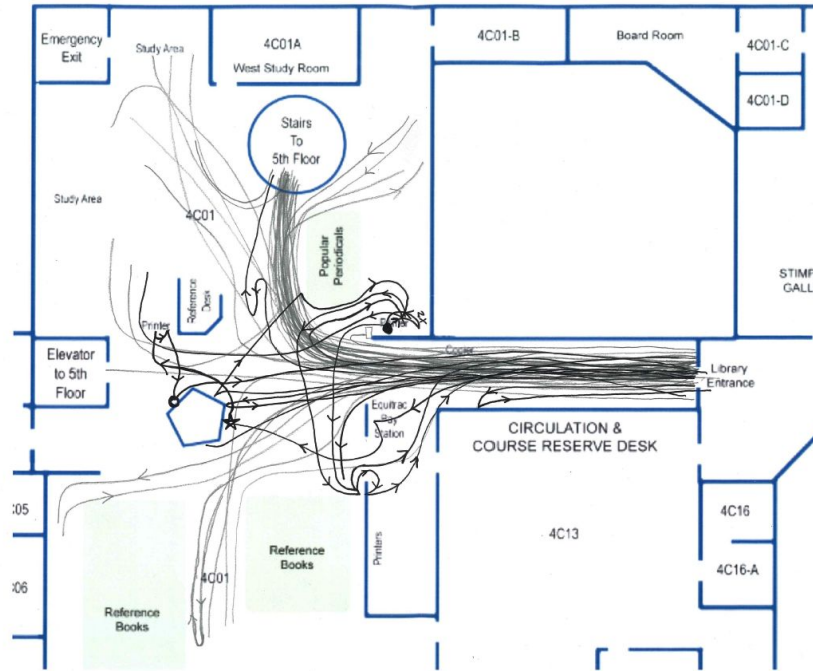 Emergency
Exit
Study Area
4C01A
West Study Room
4C01-B
Board Room
4C01-C
4C01-D
Stairs
To
5th Floor
Study Area
4C01
Popular
Periodicals
Reference
Desk
STIMP
GALL
Printer
Copier
Elevator
to 5th
Floor
Library
Entrance
Equitrac
Pay
Station
CIRCULATION &
COURSE RESERVE DESK
C05
4C16
4C13
Reference
Books
Printers
4C01
4C16-A
C06
Reference
Books